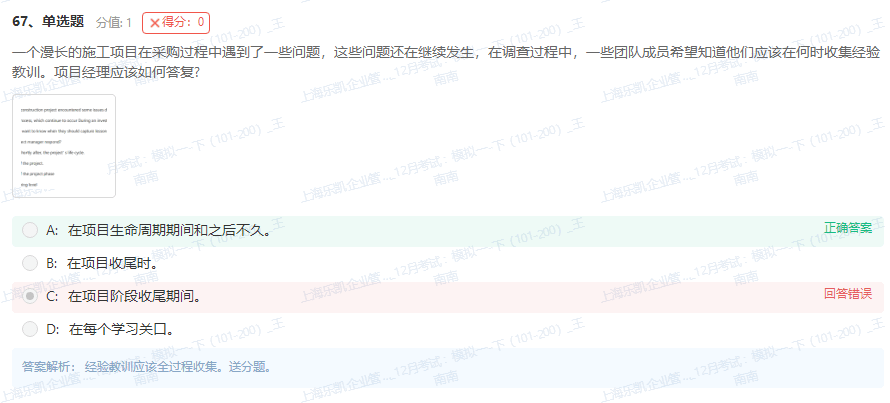 67、单选题 分值: 1 ✕得分：0
一个漫长的施工项目在采购过程中遇到了一些问题，这些问题还在继续发生，在调查过程中，一些团队成员希望知道他们应该在何时收集经验
教训。项目经理应该如何答复?
construction project encountered some issues d
want to know when they should capture lesson
ect manager respond?
hortly after, the project's life cycle.
f the project.
f the project phase.
ning level
A: 在项目生命周期期间和之后不久。 正确答案
B: 在项目收尾时。
C: 在项目阶段收尾期间。 回答错误
D: 在每个学习关口。
答案解析： 经验教训应该全过程收集。送分题。
上海乐凯企业管..._12月考试：模拟一·下（101-200）_王
南南